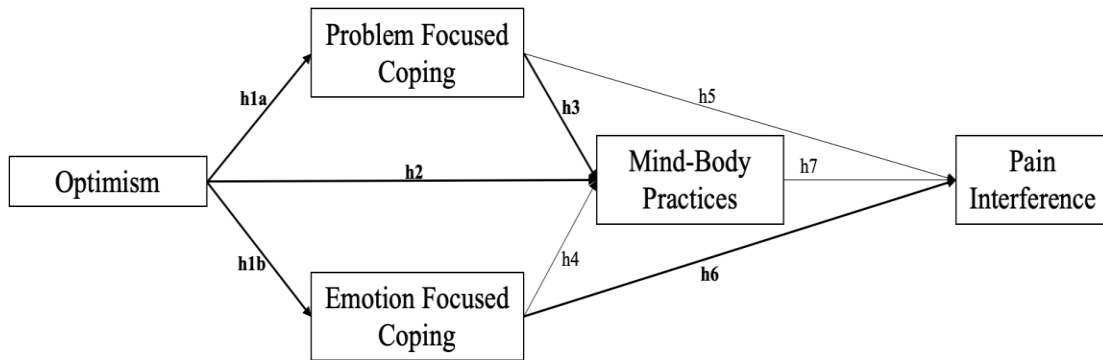 Problem Focused
Coping
h1a
h3
h5
Optimism
h2
Mind-Body
Practices
h7
Pain
Interference
h1b
h4
h6
Emotion Focused
Coping